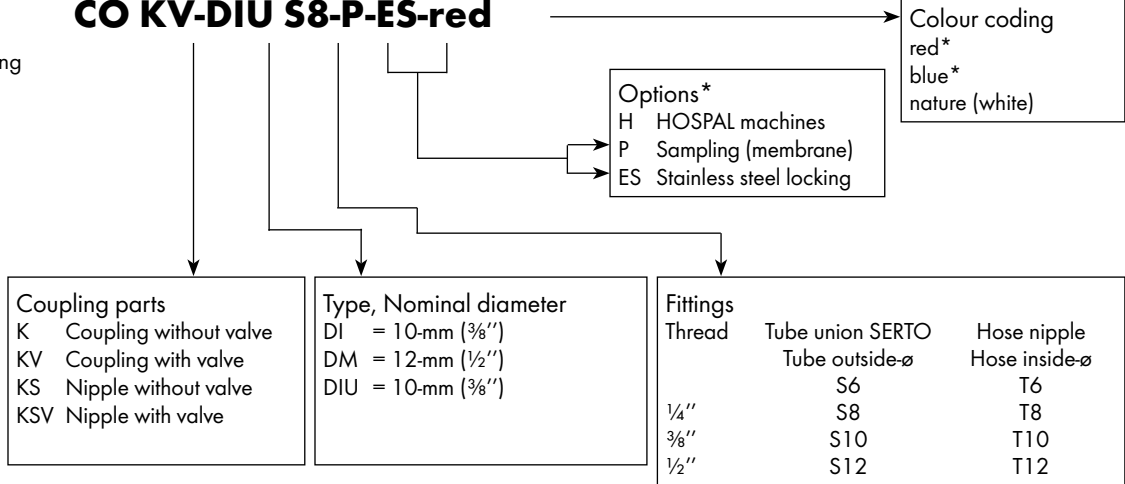 CO KV-DIU S8-P-ES-red
ng
Colour coding
red*
blue*
nature (white)
Options*
H HOSPAL machines
P Sampling (membrane)
ES Stainless steel locking
Coupling parts
K Coupling without valve
KV Coupling with valve
KS Nipple without valve
KSV Nipple with valve
Type, Nominal diameter
DI = 10-mm (⅜′′)
DM = 12-mm (½′′)
DIU = 10-mm (⅜′′)
Fittings
Thread Tube union SERTO Hose nipple
Tube outside-ø Hose inside-ø
S6 T6
¼′′ S8 T8
⅜′′ S10 T10
½′′ S12 T12